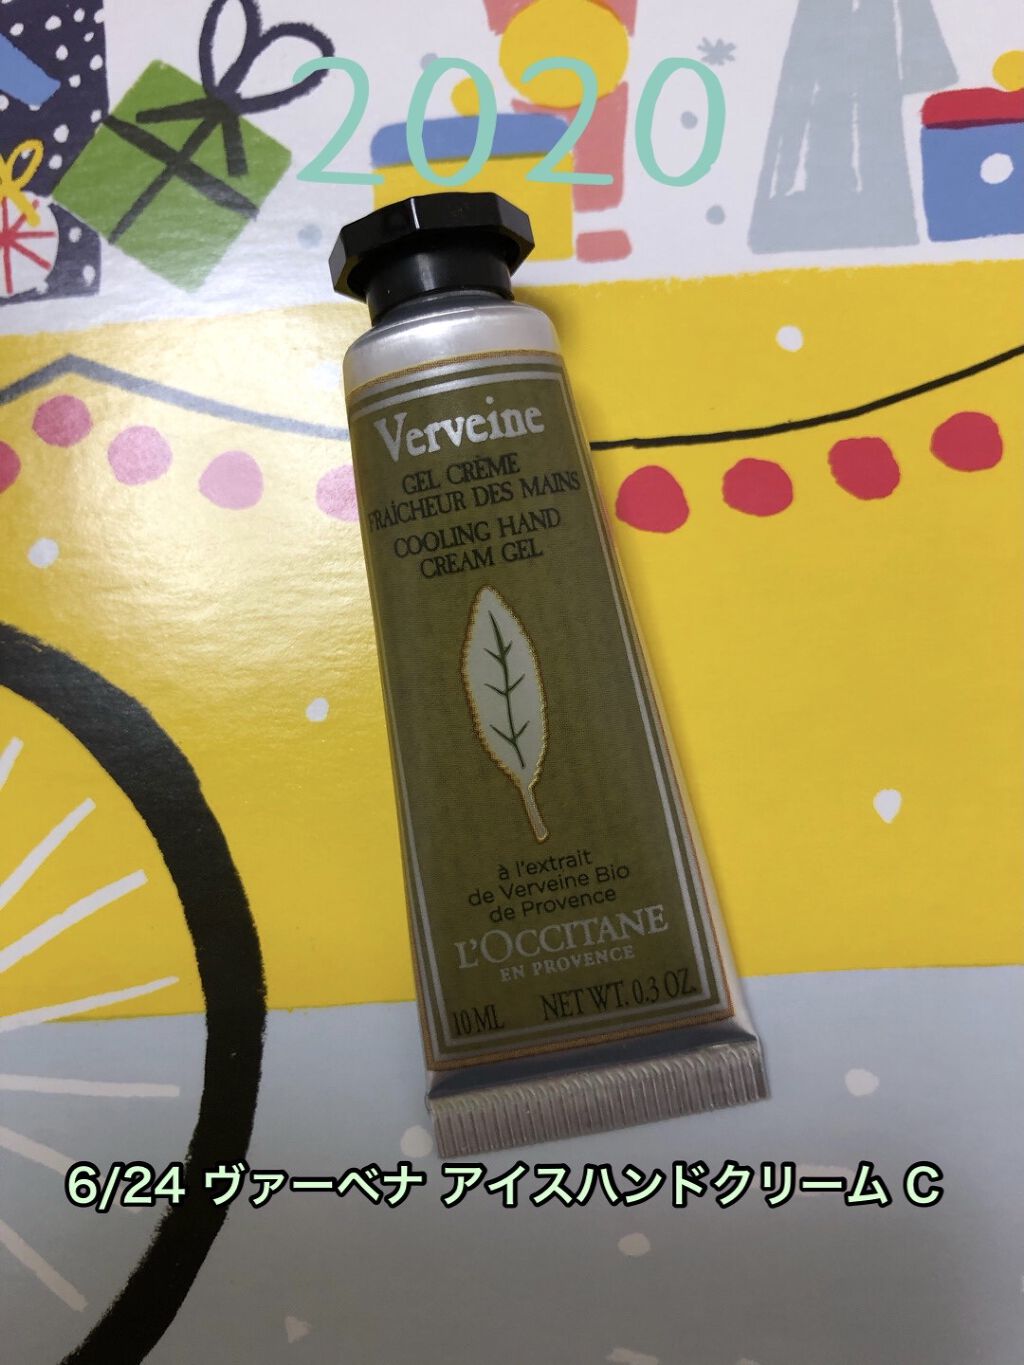 2020
Verveine
GEL CRÈME
FRAÎCHEUR DES MAINS
COOLING HAND
CREAM GEL
à l'extrait
de Verveine Bio
de Provence
L'OCCITANE
EN PROVENCE
10 ML NET WT. 0.3 OZ.
6/24 ヴァーベナ アイスハンドクリーム C